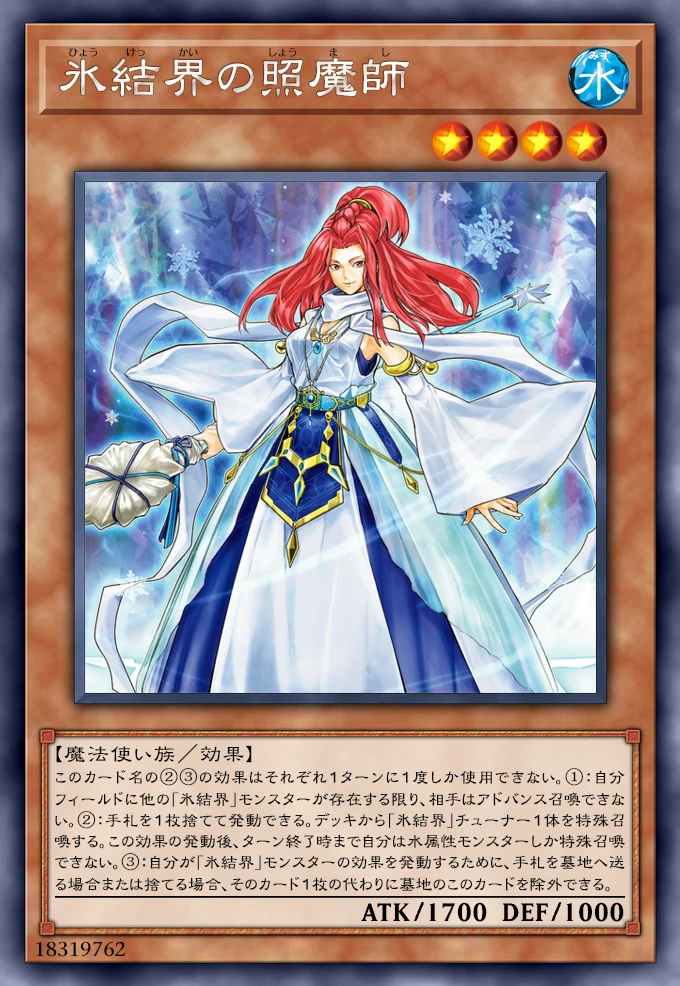 ひょう けっ かい しょう ま し
氷結界の照魔師
みず
水
【魔法使い族／効果】
このカード名の②③の効果はそれぞれ１ターンに１度しか使用できない。①：自分
フィールドに他の「氷結界」モンスターが存在する限り、相手はアドバンス召喚できな
い。②：手札を１枚捨てて発動できる。デッキから「氷結界」チューナー１体を特殊召
喚する。この効果の発動後、ターン終了時まで自分は水属性モンスターしか特殊召喚
できない。③：自分が「氷結界」モンスターの効果を発動するために、手札を墓地へ送
る場合または捨てる場合、そのカード１枚の代わりに墓地のこのカードを除外できる。
ATK/1700 DEF/1000
18319762